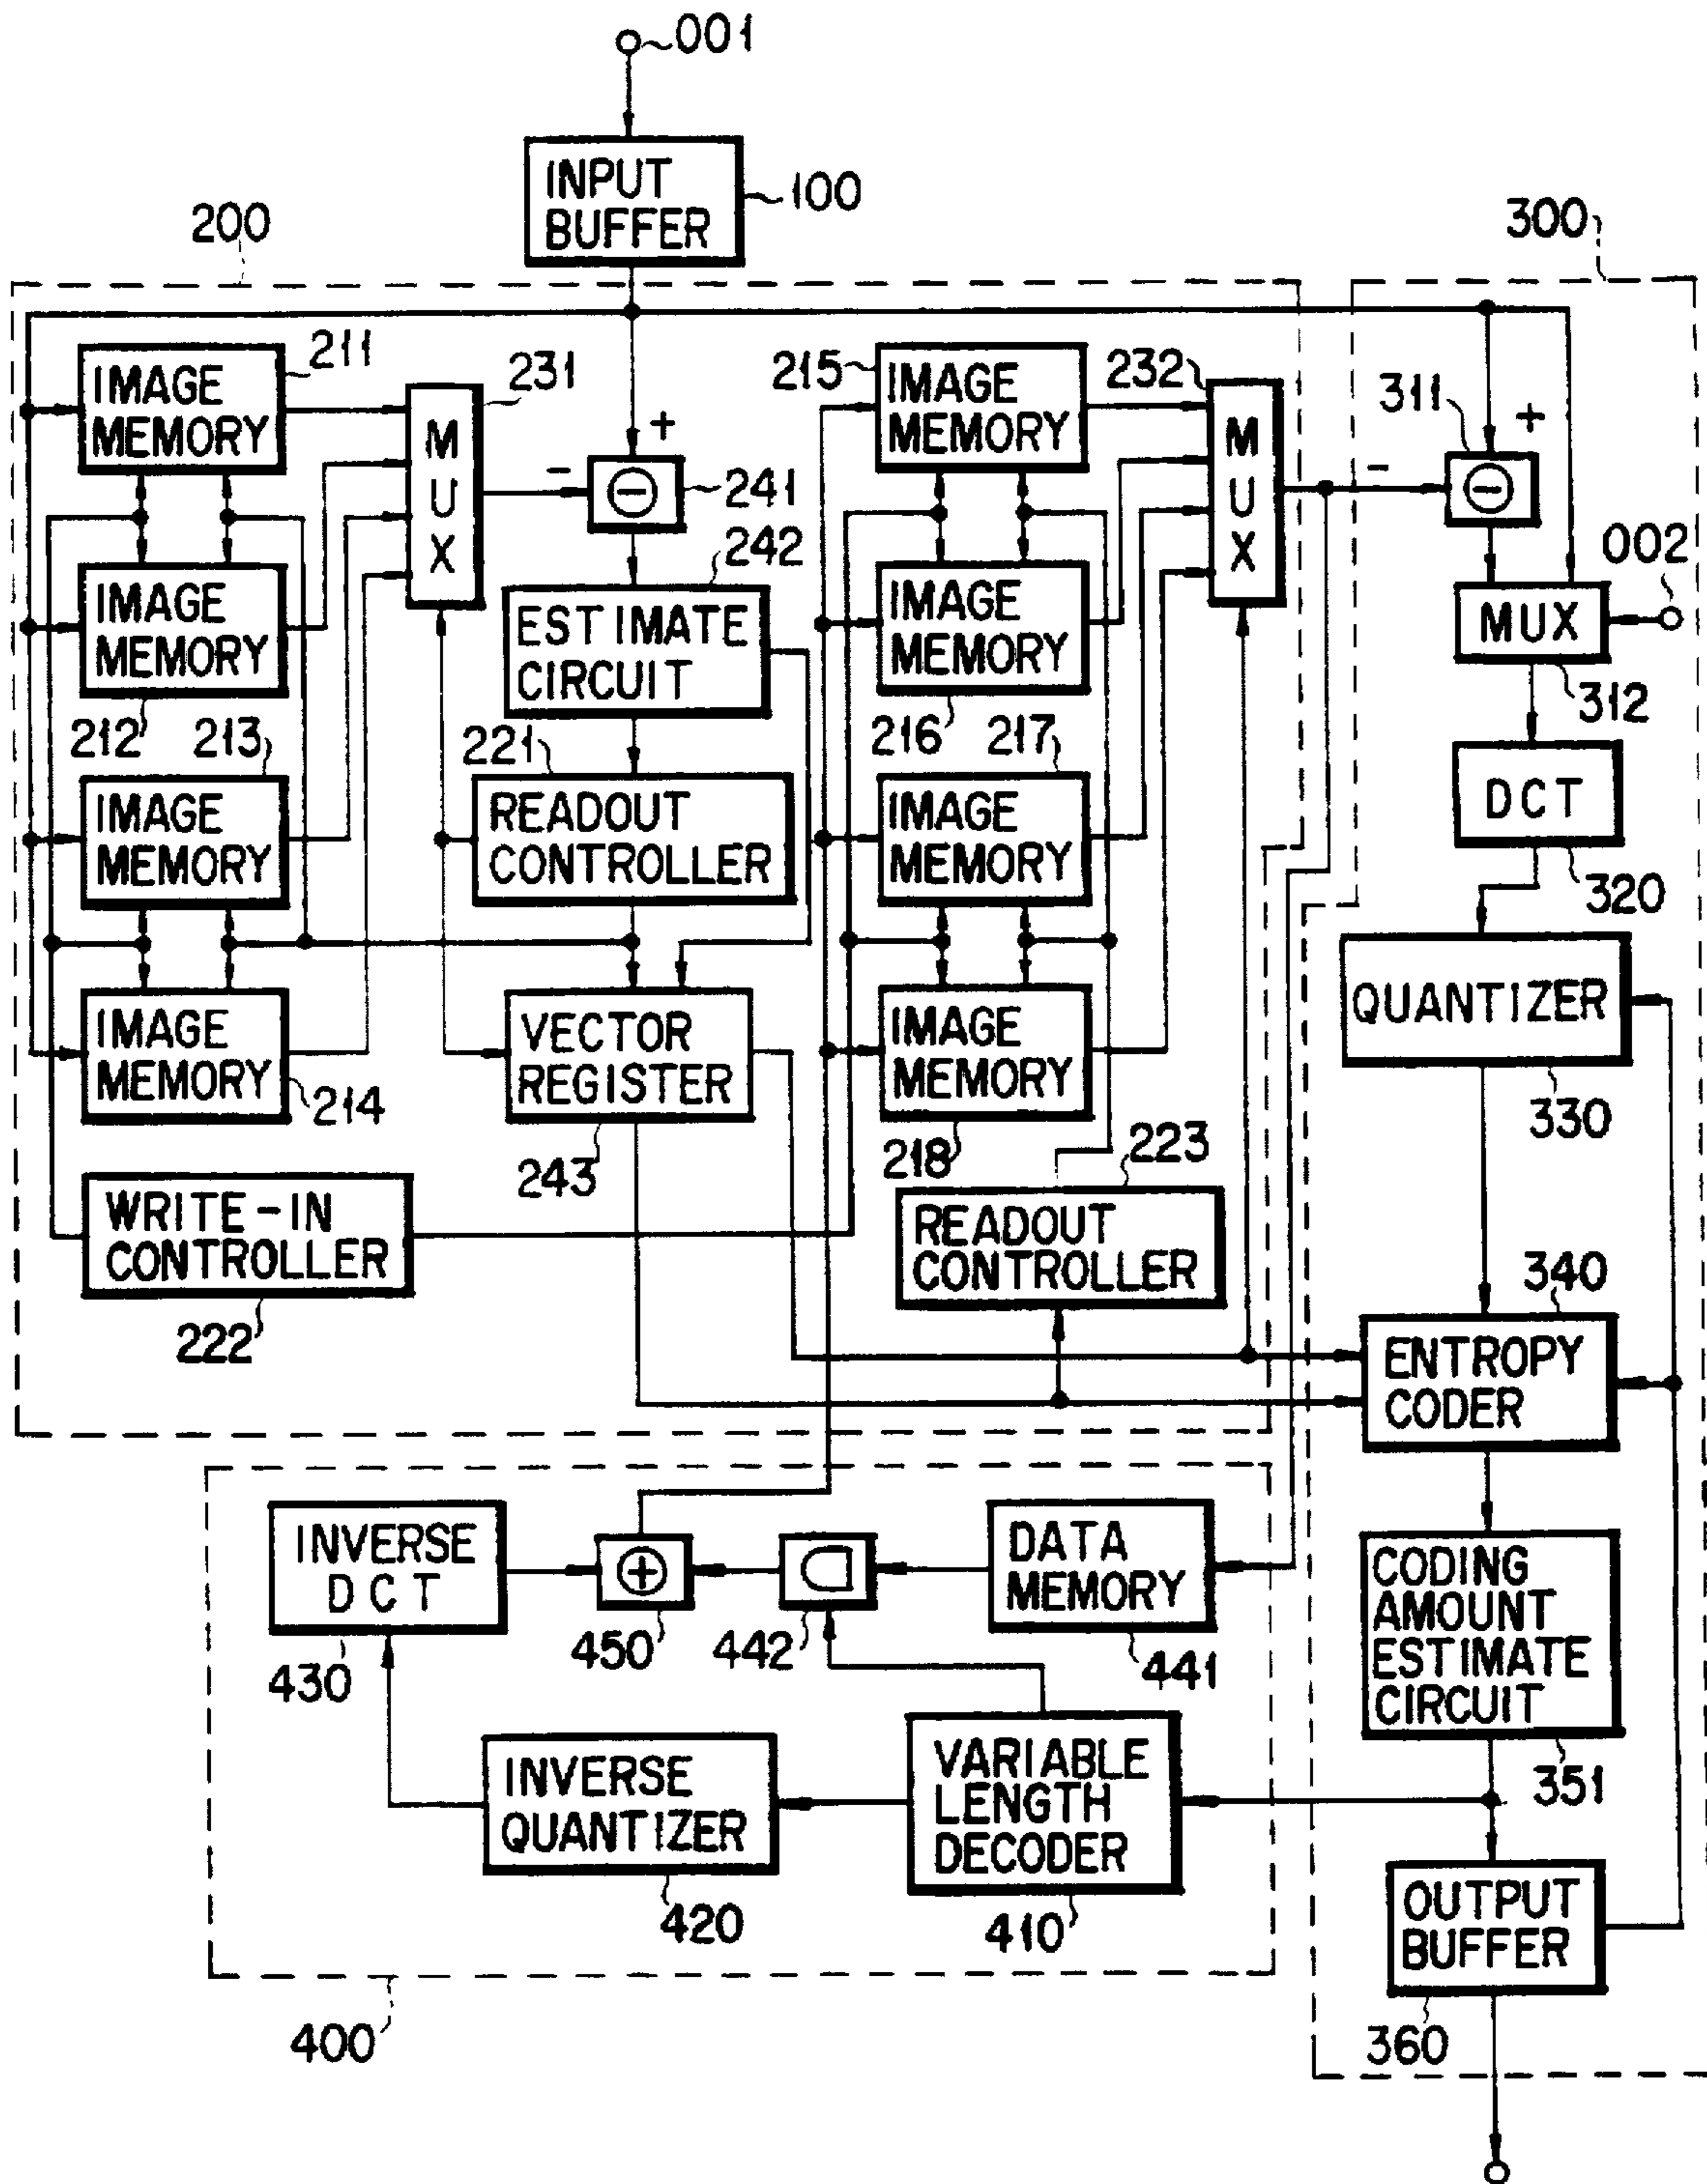 001
INPUT
BUFFER
100
200
300
IMAGE
MEMORY
211
M
U
X
231
+
-
241
242
215
IMAGE
MEMORY
232
M
U
X
311
+
-
002
IMAGE
MEMORY
212
ESTIMATE
CIRCUIT
IMAGE
MEMORY
216
MUX
312
213
IMAGE
MEMORY
221
READOUT
CONTROLLER
217
IMAGE
MEMORY
DCT
320
IMAGE
MEMORY
214
VECTOR
REGISTER
243
IMAGE
MEMORY
218
QUANTIZER
330
WRITE-IN
CONTROLLER
222
223
READOUT
CONTROLLER
340
ENTROPY
CODER
INVERSE
DCT
430
450
442
DATA
MEMORY
441
CODING
AMOUNT
ESTIMATE
CIRCUIT
351
INVERSE
QUANTIZER
420
VARIABLE
LENGTH
DECODER
410
OUTPUT
BUFFER
360
400